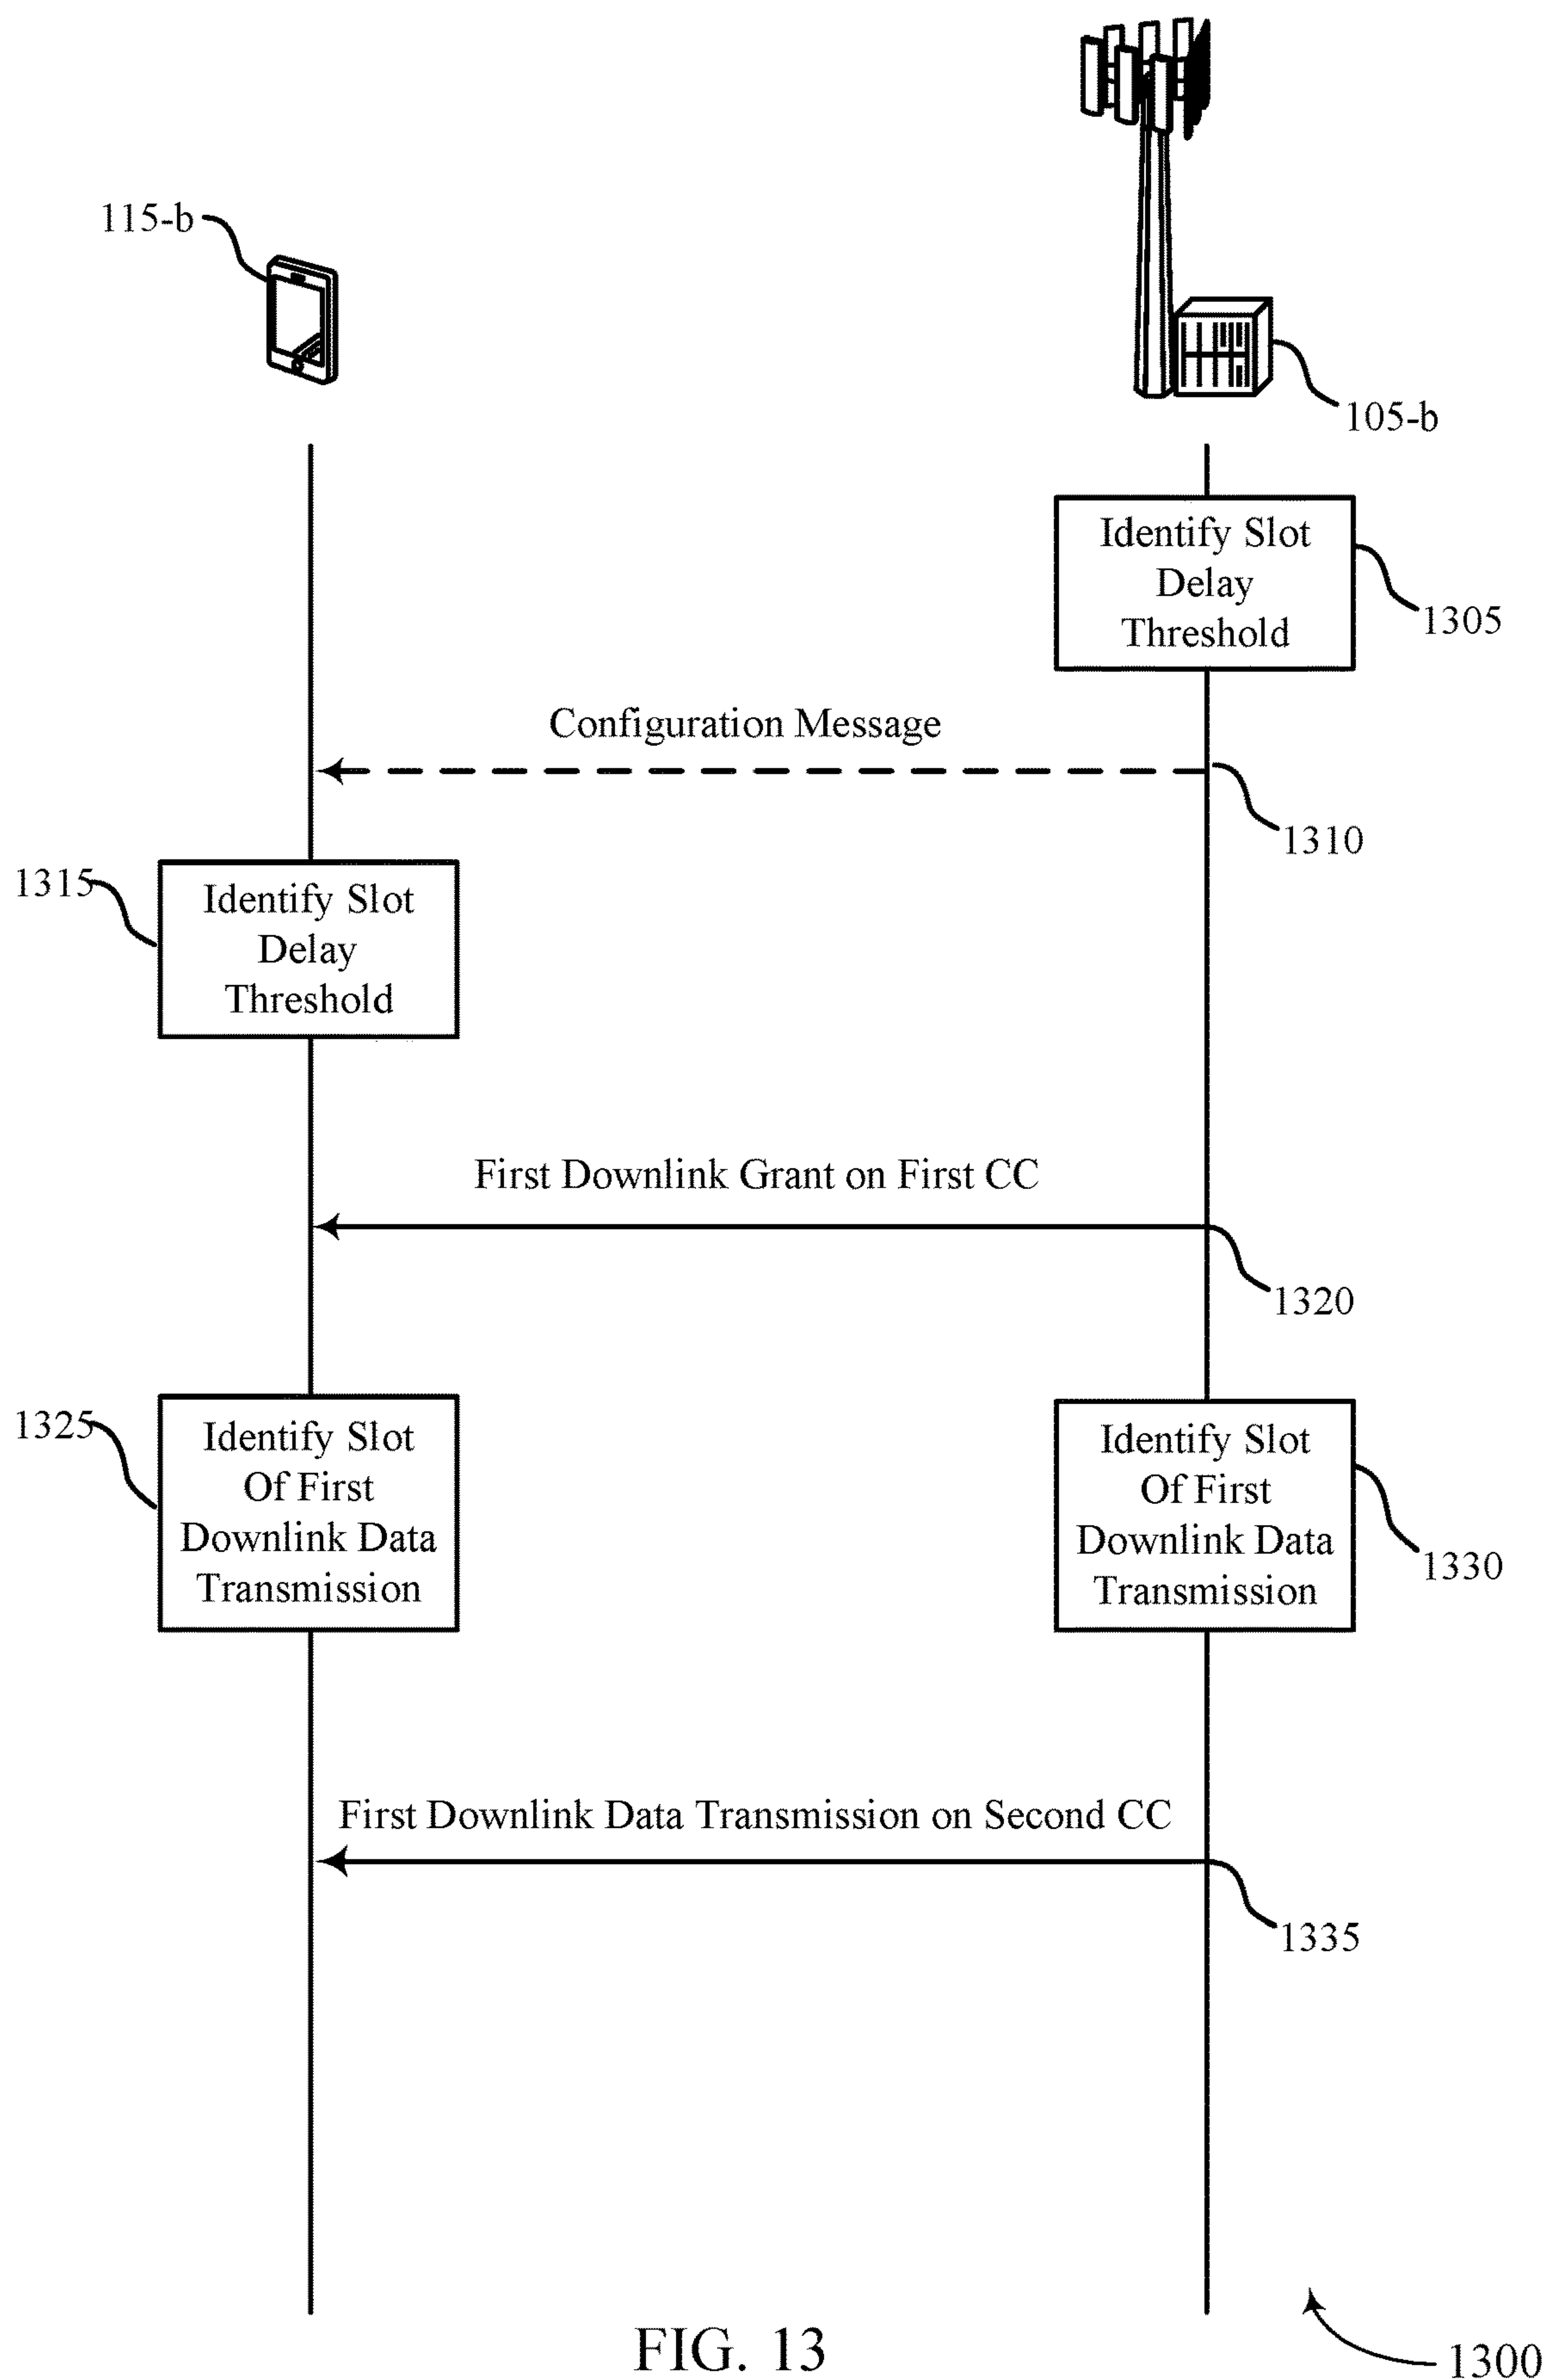 115-b
105-b
Identify Slot
Delay
Threshold
1305
Configuration Message
1310
1315
Identify Slot
Delay
Threshold
First Downlink Grant on First CC
1320
1325
Identify Slot
Of First
Downlink Data
Transmission
Identify Slot
Of First
Downlink Data
Transmission
1330
First Downlink Data Transmission on Second CC
1335
FIG. 13
1300